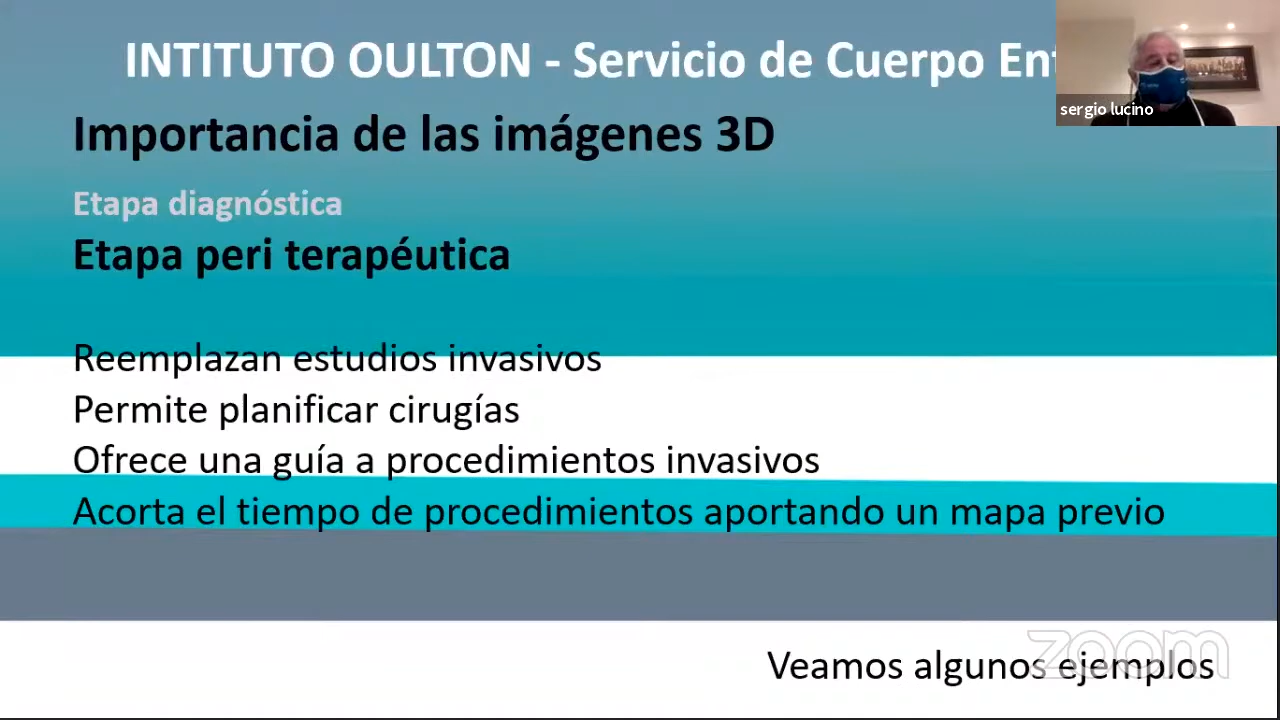 INTITUTO OULTON - Servicio de Cuerpo
sergio lucino
Importancia de las imágenes 3D
Etapa diagnóstica
Etapa peri terapéutica
Reemplazan estudios invasivos
Permite planificar cirugías
Ofrece una guía a procedimientos invasivos
Acorta el tiempo de procedimientos aportando un mapa previo
Veamos algunos ejemplos
zoom